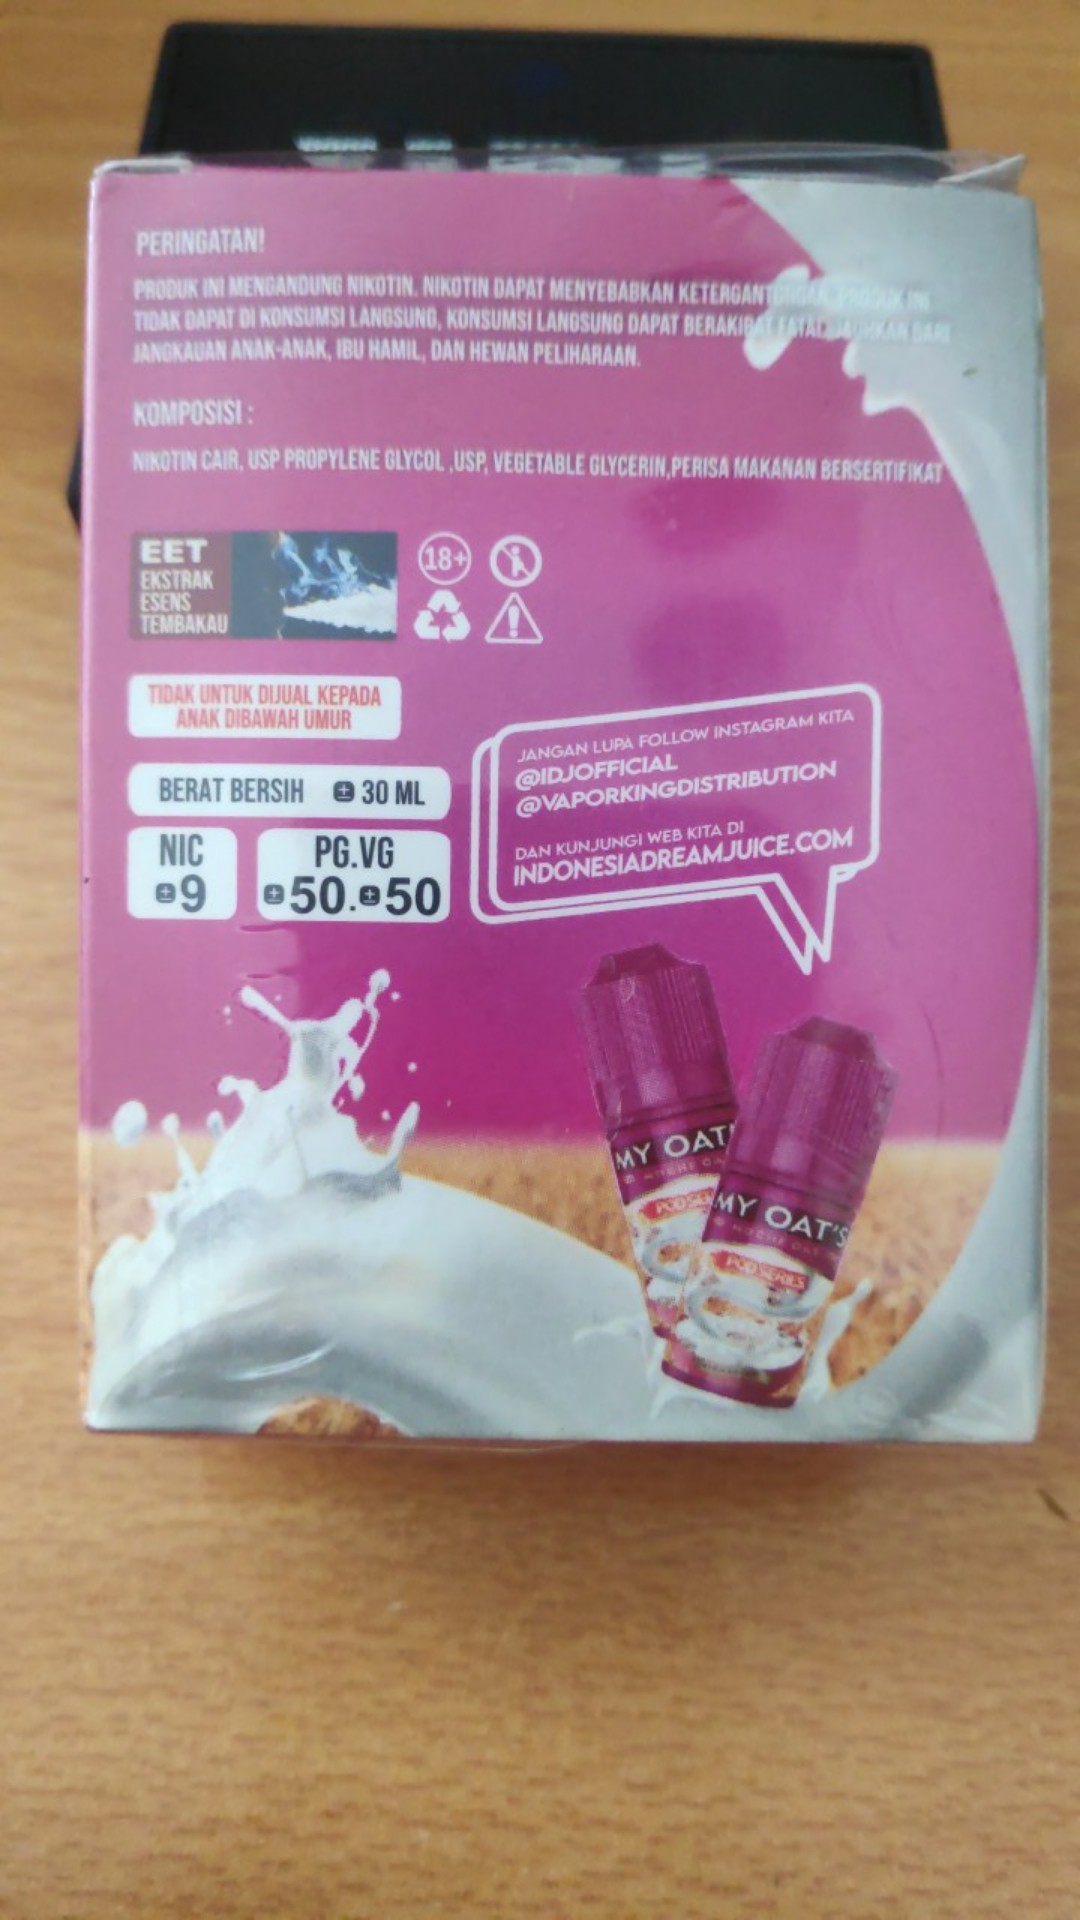 PERINGATAN!
PRODUK INI MENGANDUNG NIKOTIN. NIKOTIN DAPAT MENYEBABKAN KETERGANTUNGAN. PRODUK INI
TIDAK DAPAT DI KONSUMSI LANGSUNG, KONSUMSI LANGSUNG DAPAT BERAKIBAT FATAL. JAUHKAN DARI
JANGKAUAN ANAK-ANAK, IBU HAMIL, DAN HEWAN PELIHARAAN.
KOMPOSISI :
NIKOTIN CAIR, USP PROPYLENE GLYCOL ,USP, VEGETABLE GLYCERIN,PERISA MAKANAN BERSERTIFIKAT
EET
EKSTRAK
ESENS
TEMBAKAU
18+
TIDAK UNTUK DIJUAL KEPADA
ANAK DIBAWAH UMUR
BERAT BERSIH ± 30 ML
NIC
±9
PG.VG
±50.±50
JANGAN LUPA FOLLOW INSTAGRAM KITA
@IDJOFFICIAL
@VAPORKINGDISTRIBUTION
DAN KUNJUNGI WEB KITA DI
INDONESIADREAMJUICE.COM
MY OAT'
POD SE
MY OAT'S
POD SERIES